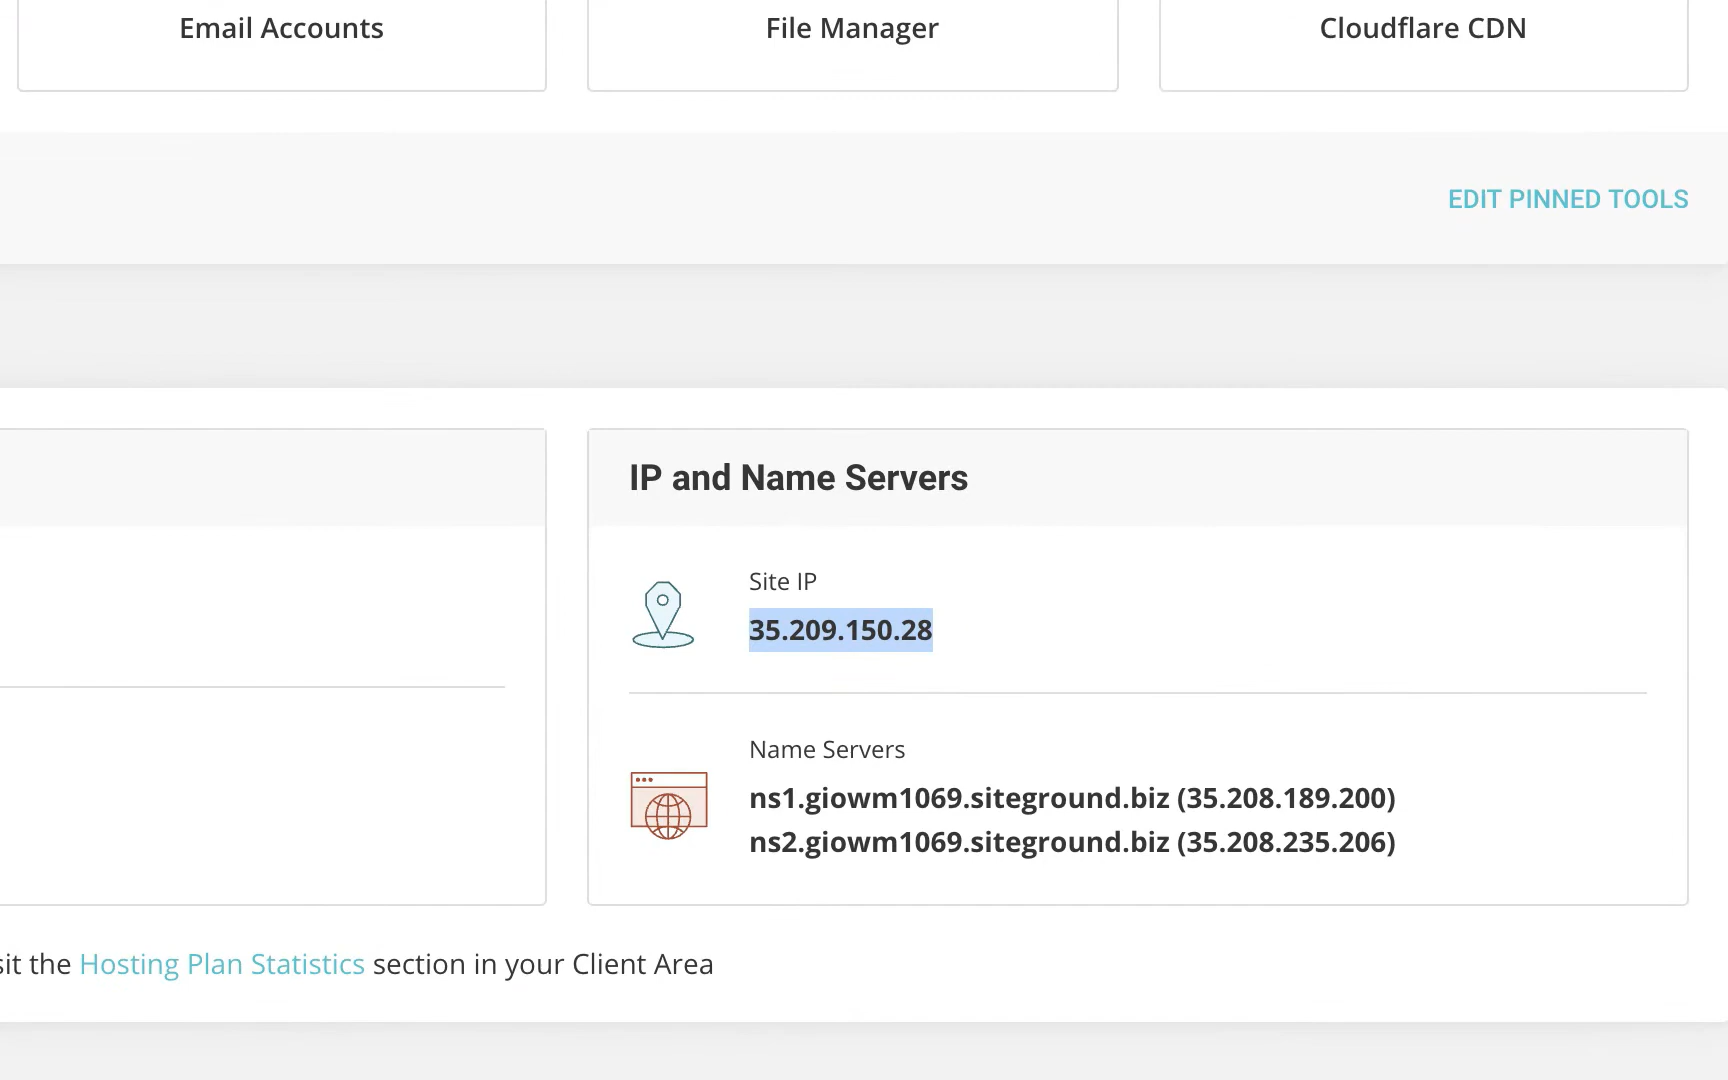 Email Accounts
File Manager
Cloudflare CDN
EDIT PINNED TOOLS
IP and Name Servers
Site IP
35.209.150.28
Name Servers
ns1.giowm1069.siteground.biz (35.208.189.200)
ns2.giowm1069.siteground.biz (35.208.235.206)
sit the Hosting Plan Statistics section in your Client Area